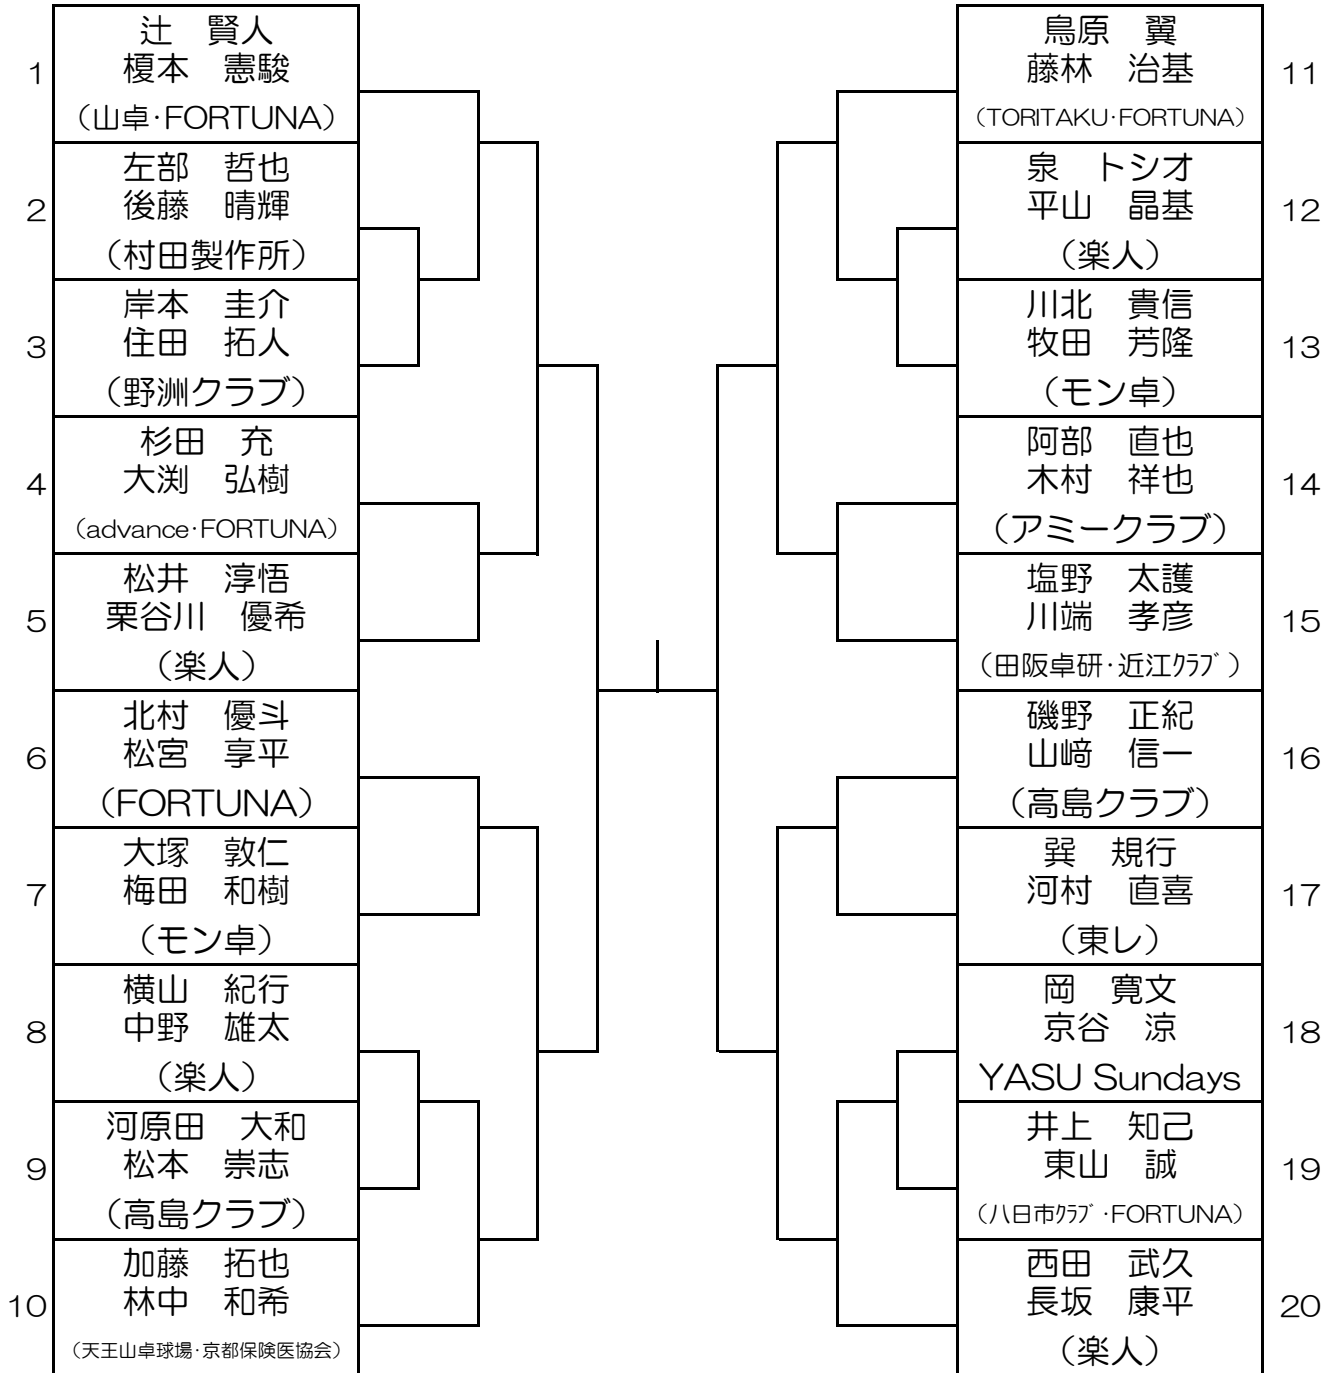 1
辻　賢人
榎本　憲駿
（山卓･FORTUNA）
2
左部　哲也
後藤　晴輝
（村田製作所）
3
岸本　圭介
住田　拓人
（野洲クラブ）
4
杉田　充
大渕　弘樹
（advance･FORTUNA）
5
松井　淳悟
栗谷川　優希
（楽人）
6
北村　優斗
松宮　享平
（FORTUNA）
7
大塚　敦仁
梅田　和樹
（モン卓）
8
横山　紀行
中野　雄太
（楽人）
9
河原田　大和
松本　崇志
（高島クラブ）
10
加藤　拓也
林中　和希
（天王山卓球場･京都保険医協会）
鳥原　翼
藤林　治基
（TORITAKU･FORTUNA）
11
泉　トシオ
平山　晶基
（楽人）
12
川北　貴信
牧田　芳隆
（モン卓）
13
阿部　直也
木村　祥也
（アミークラブ）
14
塩野　太護
川端　孝彦
（田阪卓研･近江ｸﾗﾌﾞ）
15
磯野　正紀
山﨑　信一
（高島クラブ）
16
巽　規行
河村　直喜
（東レ）
17
岡　寛文
京谷　涼
YASU Sundays
18
井上　知己
東山　誠
（八日市ｸﾗﾌﾞ･FORTUNA）
19
西田　武久
長坂　康平
（楽人）
20